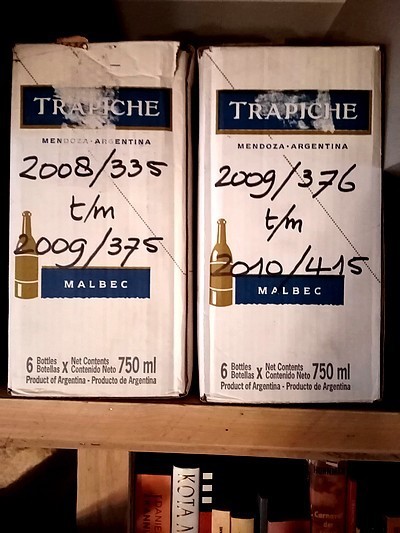 TRAPICHE
MENDOZA·ARGENTINA
2008/335
t/m
2009/375
MALBEC
6 Bottles Botellas x Net Contents Contenido Neto 750 ml
Product of Argentina - Producto de Argentina
TRAPICHE
MENDOZA·ARGENTINA
2009/376
t/m
2010/415
MALBEC
6 Bottles Botellas x Net Contents Contenido Neto 750 ml
Product of Argentina - Producto de Argentina
KOTA